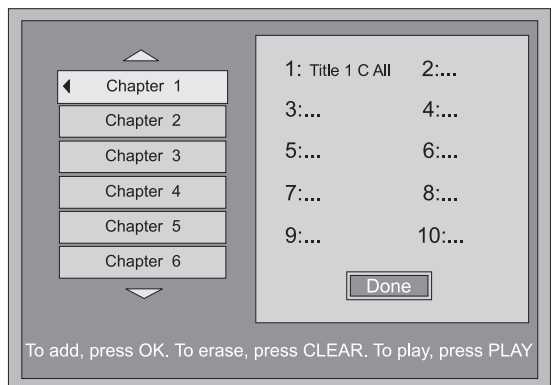 Chapter 1
Chapter 2
Chapter 3
Chapter 4
Chapter 5
Chapter 6
1: Title 1 C All 2:...
3:... 4:...
5:... 6:...
7:... 8:...
9:... 10:...
Done
To add, press OK. To erase, press CLEAR. To play, press PLAY